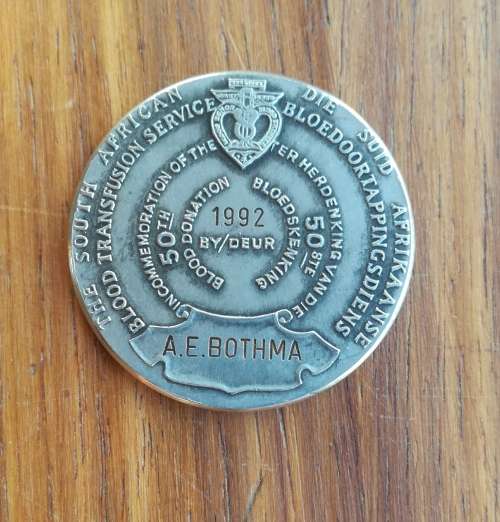 THE SOUTH AFRICAN
BLOOD TRANSFUSION SERVICE
DIE SUID AFRIKAANSE
BLOEDOORTAPPINGSDIENS
IN COMMEMORATION OF THE
50TH
BLOOD DONATION
TER HERDENKING VAN DIE
50STE
BLOEDSKENKING
1992
BY/DEUR
A.E.BOTHMA